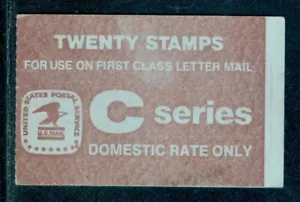 TWENTY STAMPS
FOR USE ON FIRST CLASS LETTER MAIL
UNITED STATES POSTAL SERVICE
U.S. MAIL
C series
DOMESTIC RATE ONLY